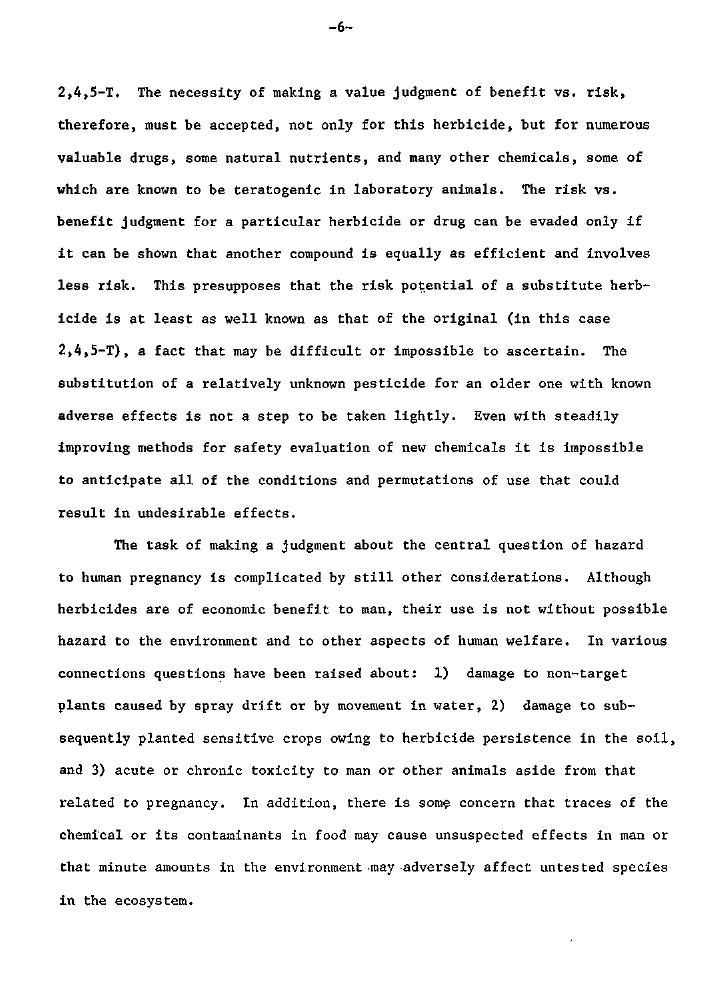 -6-
2,4,5-T. The necessity of making a value judgment of benefit vs. risk,
therefore, must be accepted, not only for this herbicide, but for numerous
valuable drugs, some natural nutrients, and many other chemicals, some of
which are known to be teratogenic in laboratory animals. The risk vs.
benefit judgment for a particular herbicide or drug can be evaded only if
it can be shown that another compound is equally as efficient and involves
less risk. This presupposes that the risk potential of a substitute herb-
icide is at least as well known as that of the original (in this case
2,4,5-T), a fact that may be difficult or impossible to ascertain. The
substitution of a relatively unknown pesticide for an older one with known
adverse effects is not a step to be taken lightly. Even with steadily
improving methods for safety evaluation of new chemicals it is impossible
to anticipate all of the conditions and permutations of use that could
result in undesirable effects.
The task of making a judgment about the central question of hazard
to human pregnancy is complicated by still other considerations. Although
herbicides are of economic benefit to man, their use is not without possible
hazard to the environment and to other aspects of human welfare. In various
connections questions have been raised about: 1) damage to non-target
plants caused by spray drift or by movement in water, 2) damage to sub-
sequently planted sensitive crops owing to herbicide persistence in the soil,
and 3) acute or chronic toxicity to man or other animals aside from that
related to pregnancy. In addition, there is some concern that traces of the
chemical or its contaminants in food may cause unsuspected effects in man or
that minute amounts in the environment may adversely affect untested species
in the ecosystem.